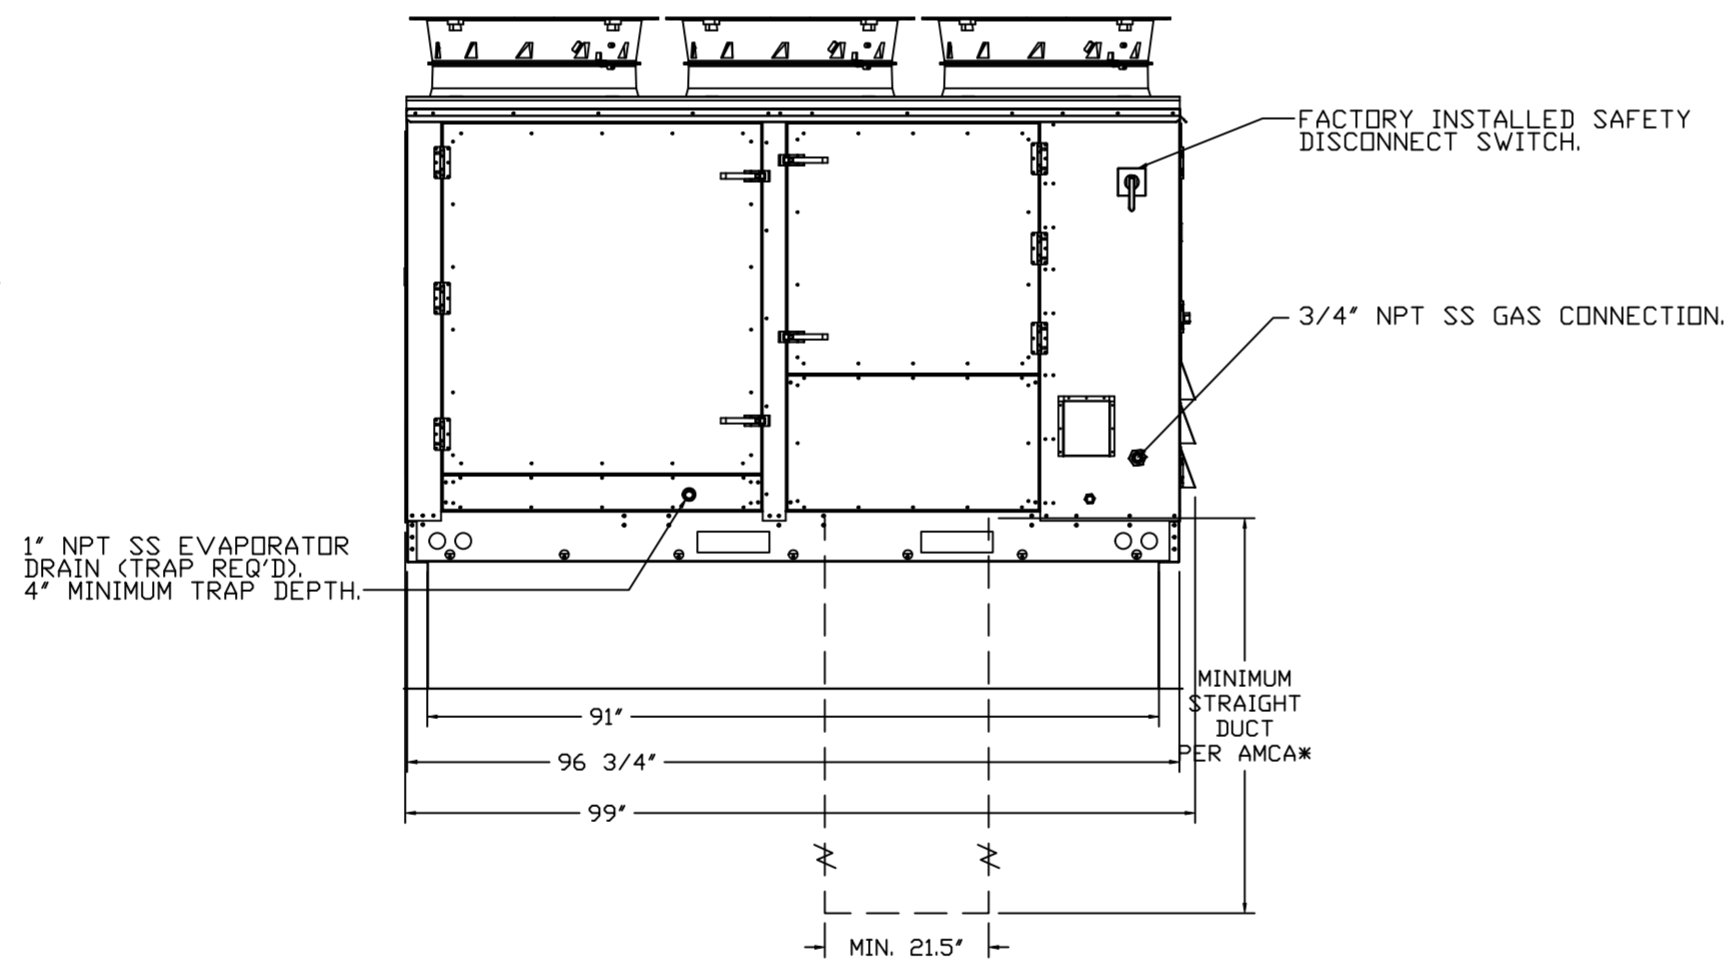 FACTORY INSTALLED SAFETY
DISCONNECT SWITCH.
3/4" NPT SS GAS CONNECTION.
1" NPT SS EVAPORATOR
DRAIN (TRAP REQ'D).
4" MINIMUM TRAP DEPTH.
MINIMUM
STRAIGHT
DUCT
PER AMCA*
91"
96 3/4"
99"
MIN. 21.5"